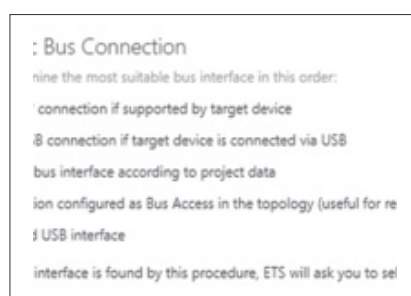 : Bus Connection
nine the most suitable bus interface in this order:
connection if supported by target device
B connection if target device is connected via USB
bus interface according to project data
ion configured as Bus Access in the topology (useful for re
USB interface
interface is found by this procedure, ETS will ask you to sel